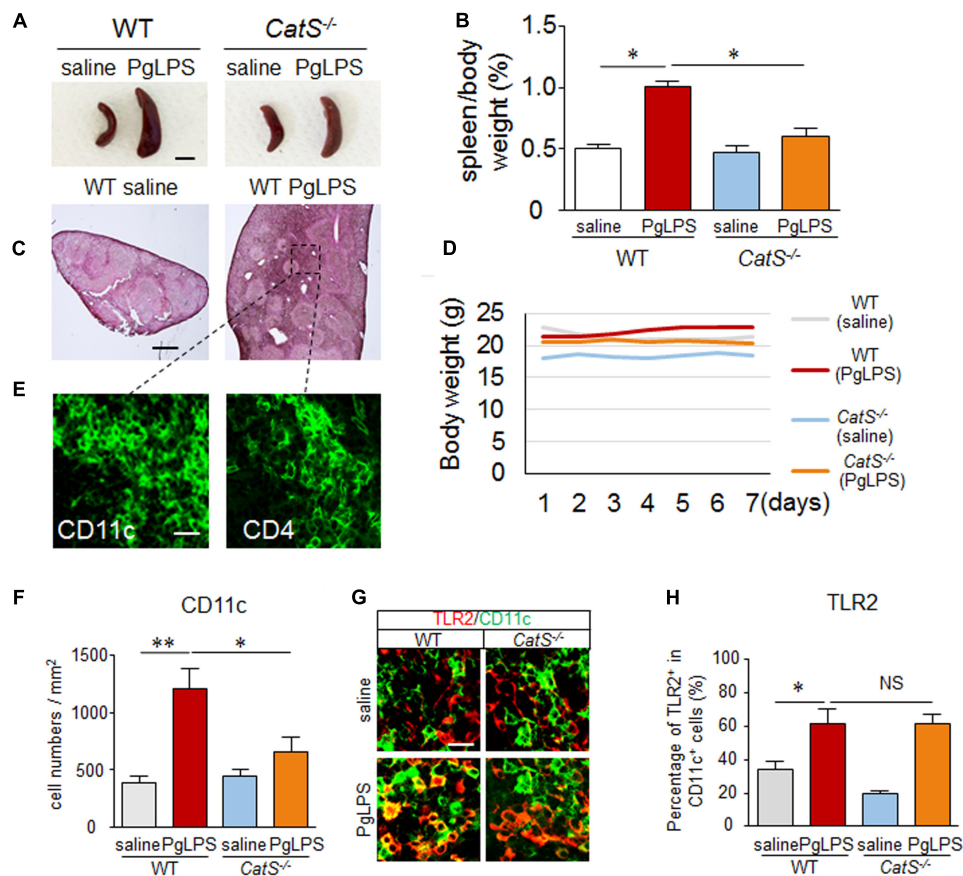 A
WT
CatS-/-
saline PgLPS
saline PgLPS
WT saline
WT PgLPS
C
E
CD11c
CD4
B
spleen/body
weight (%)
1.5
1.0
0.5
0
saline
PgLPS
saline
PgLPS
WT
CatS-/-
D
Body weight (g)
25
20
15
10
5
0
1 2 3 4 5 6 7(days)
WT
(saline)
WT
(PgLPS)
CatS-/-
(saline)
CatS-/-
(PgLPS)
*
*
F
CD11c
cell numbers / mm2
1500
1000
500
0
**
*
salinePgLPS
saline PgLPS
WT
CatS-/-
G
TLR2/CD11c
WT
CatS-/-
saline
PgLPS
H
TLR2
Percentage of TLR2+ in
CD11c+ cells (%)
100
80
60
40
20
0
*
NS
salinePgLPS
saline PgLPS
WT
CatS-/-